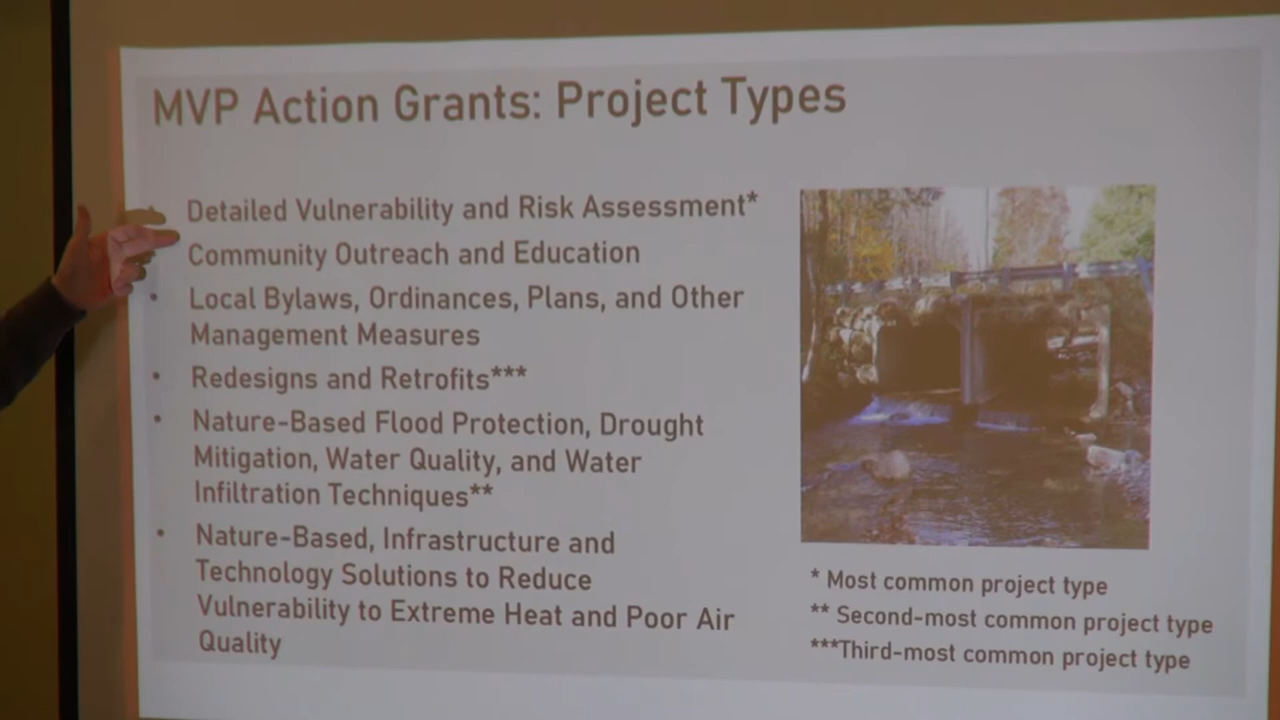 MVP Action Grants: Project Types
Detailed Vulnerability and Risk Assessment*
Community Outreach and Education
• Local Bylaws, Ordinances, Plans, and Other
Management Measures
• Redesigns and Retrofits***
• Nature-Based Flood Protection, Drought
Mitigation, Water Quality, and Water
Infiltration Techniques**
• Nature-Based, Infrastructure and
Technology Solutions to Reduce
Vulnerability to Extreme Heat and Poor Air
Quality
* Most common project type
** Second-most common project type
***Third-most common project type